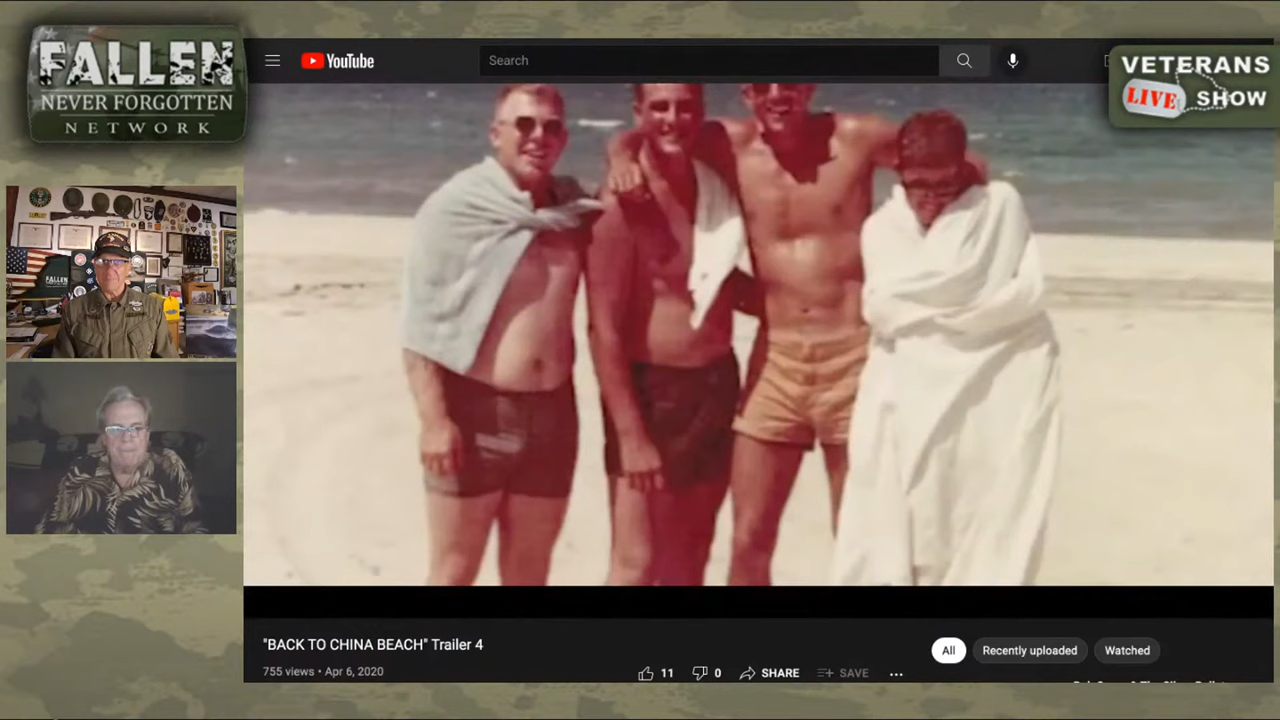 FALLEN
NEVER FORGOTTEN
NETWORK
YouTube
Search
VETERANS
LIVE SHOW
FALLEN
"BACK TO CHINA BEACH" Trailer 4
755 views • Apr 6, 2020
11
0
SHARE
SAVE
All
Recently uploaded
Watched